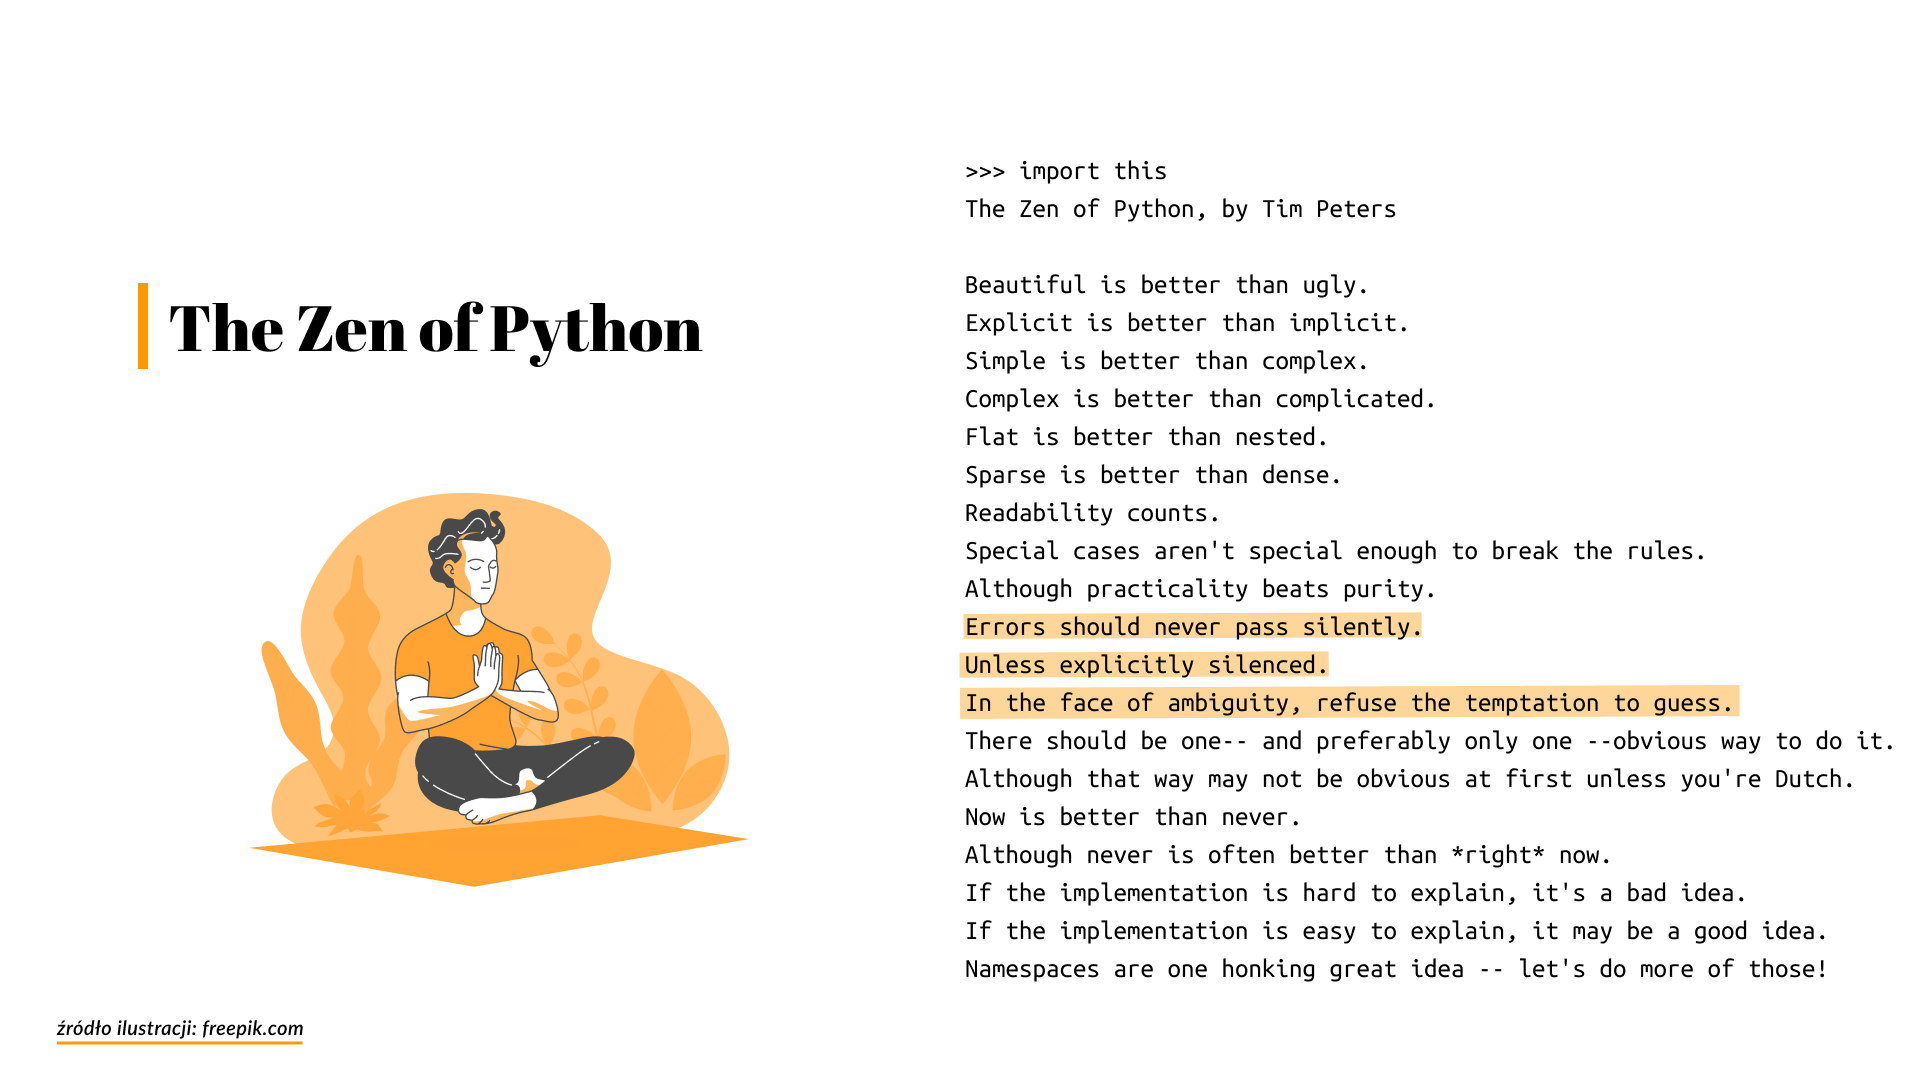 The Zen of Python
>>> import this
The Zen of Python, by Tim Peters
Beautiful is better than ugly.
Explicit is better than implicit.
Simple is better than complex.
Complex is better than complicated.
Flat is better than nested.
Sparse is better than dense.
Readability counts.
Special cases aren't special enough to break the rules.
Although practicality beats purity.
Errors should never pass silently.
Unless explicitly silenced.
In the face of ambiguity, refuse the temptation to guess.
There should be one-- and preferably only one --obvious way to do it.
Although that way may not be obvious at first unless you're Dutch.
Now is better than never.
Although never is often better than *right* now.
If the implementation is hard to explain, it's a bad idea.
If the implementation is easy to explain, it may be a good idea.
Namespaces are one honking great idea -- let's do more of those!
źródło ilustracji: freepik.com